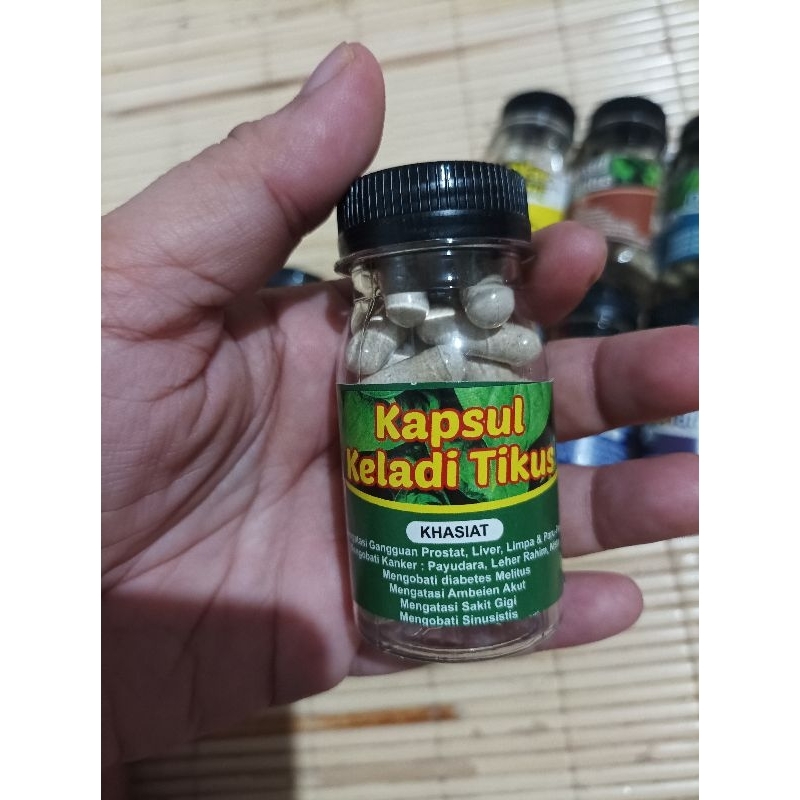 Kapsul
Keladi Tikus
KHASIAT
Gangguan Prostat, Liver, Limpa &
Kanker : Payudara, Leher Rahim,
Mengobati diabetes Melitus
Mengatasi Ambeien Akut
Mengatasi Sakit Gigi
Mengobati Sinusistis